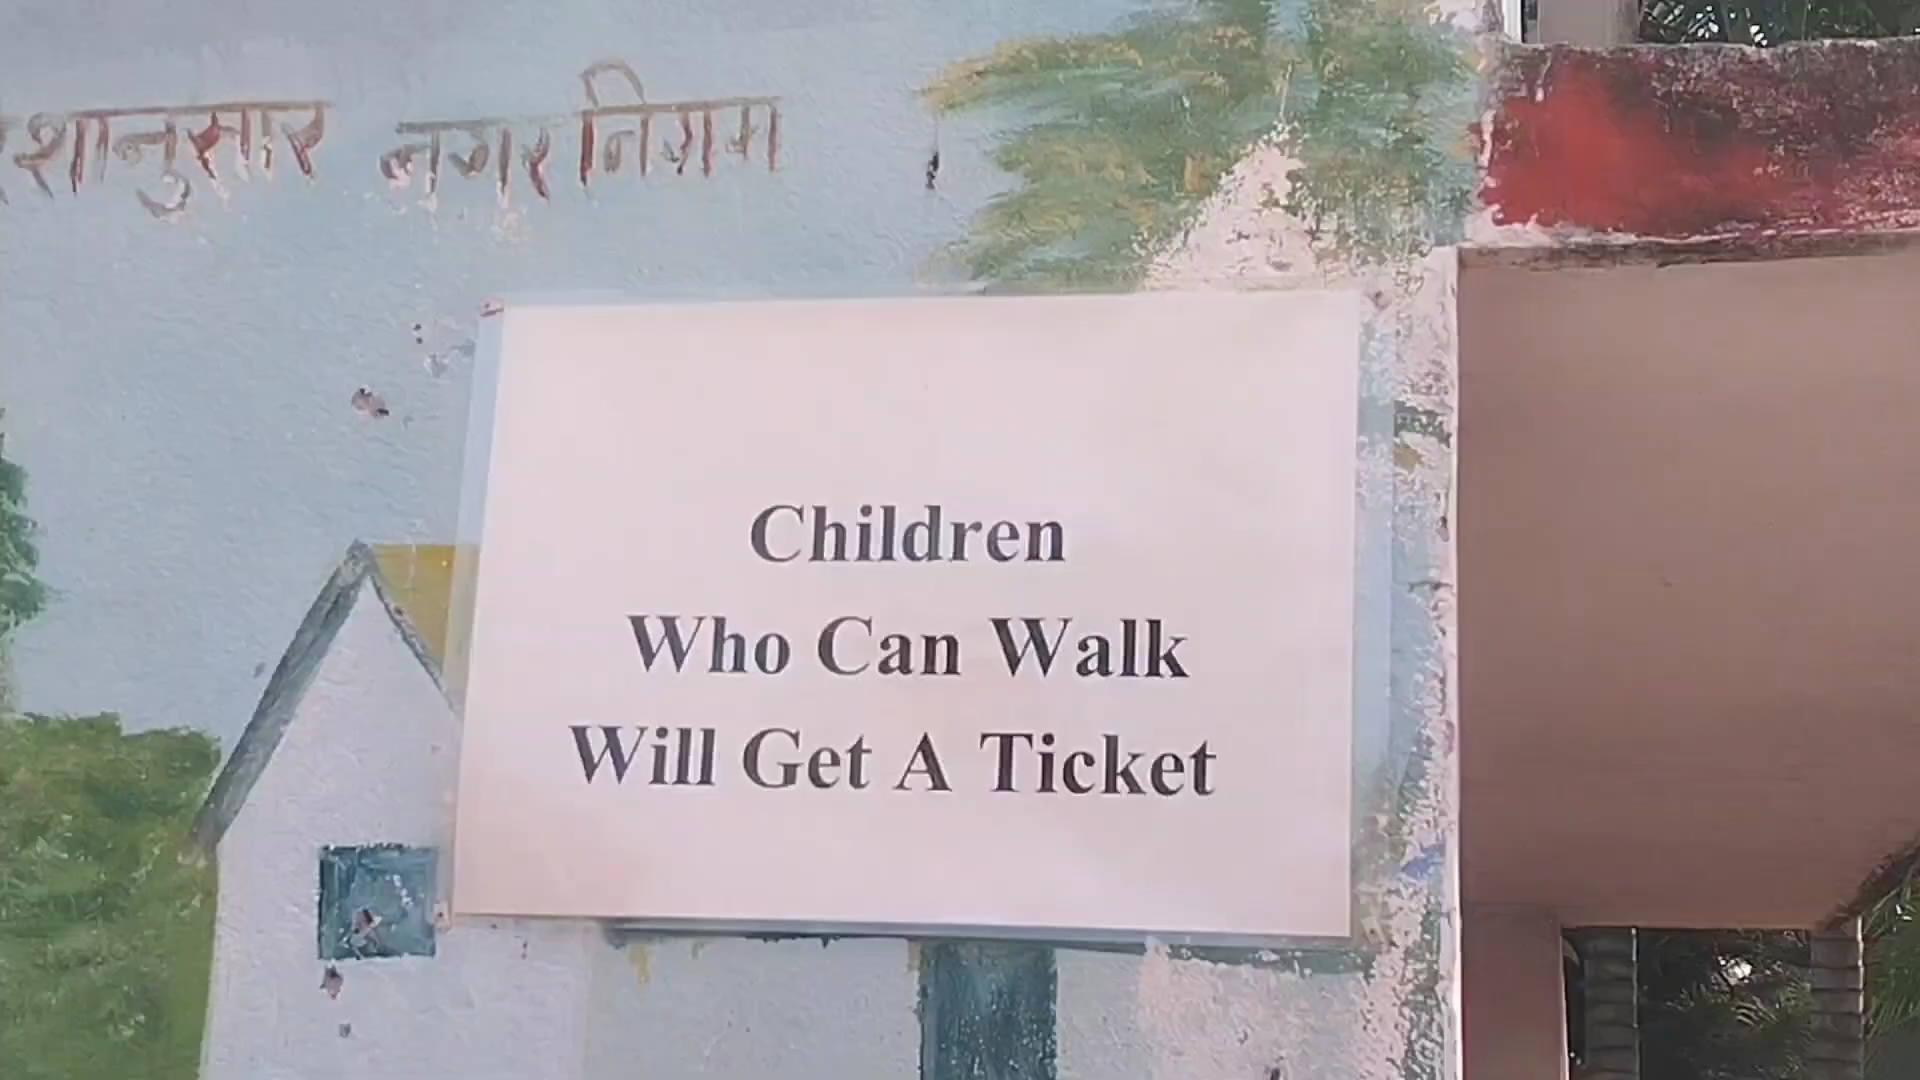 नगर निगम
Children
Who Can Walk
Will Get A Ticket